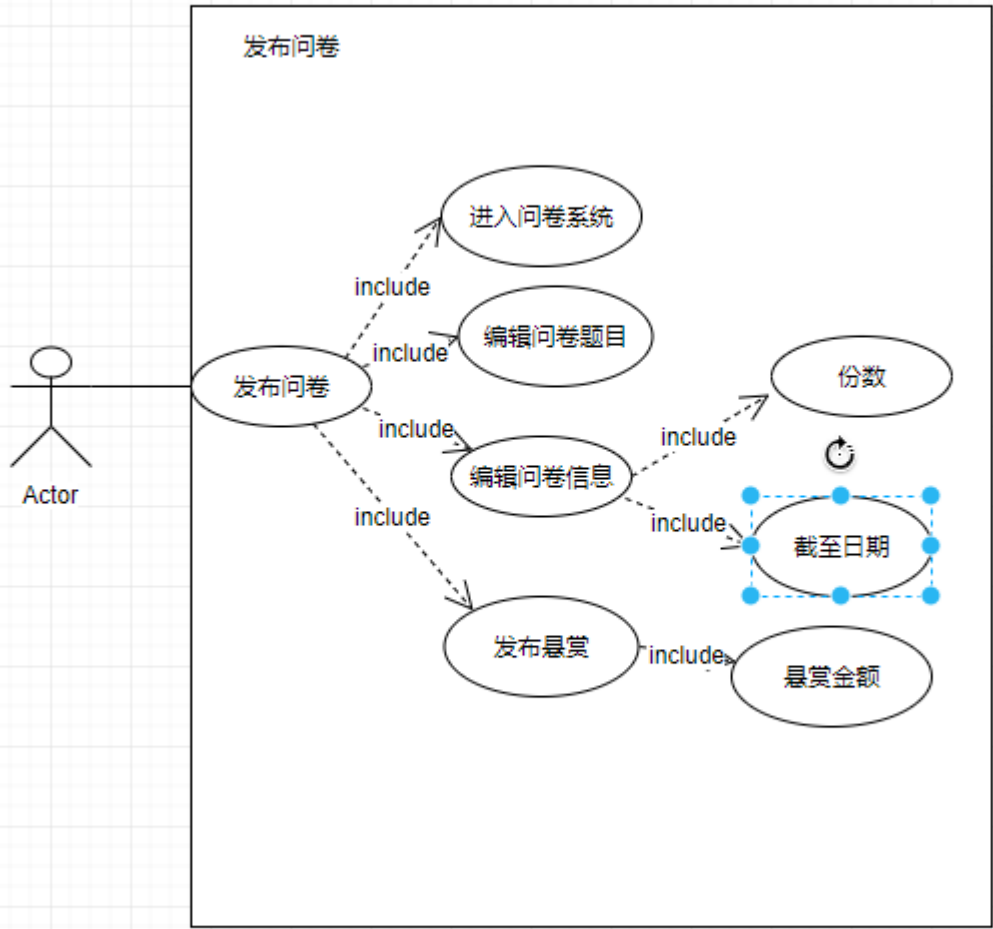 发布问卷
进入问卷系统
include
编辑问卷题目
include
份数
发布问卷
include
include
编辑问卷信息
Actor
include
include
截至日期
发布悬赏
include
悬赏金额